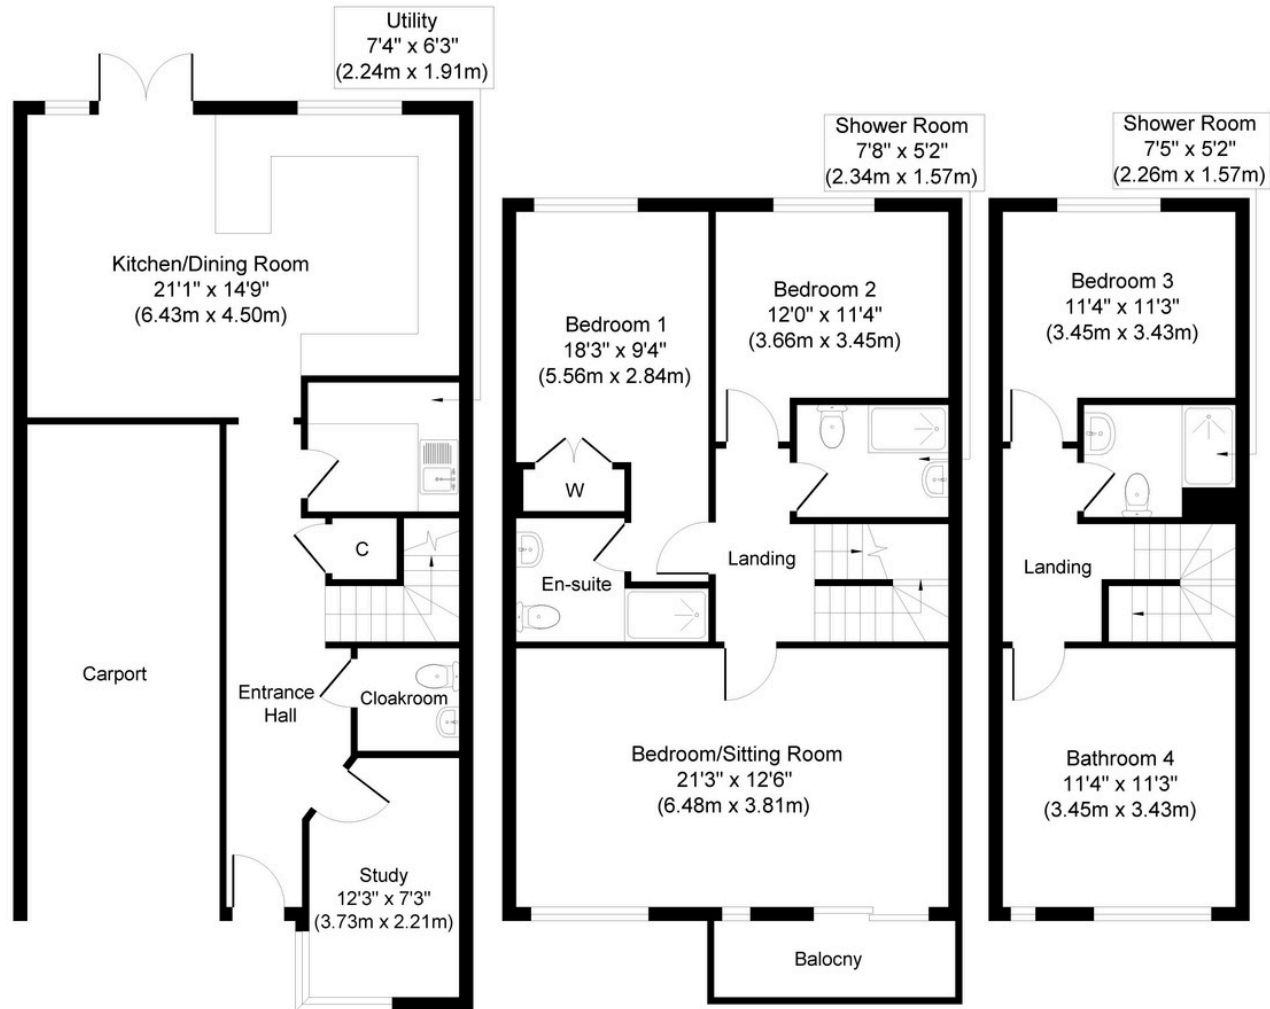 Utility
7'4" x 6'3"
(2.24m x 1.91m)
Kitchen/Dining Room
21'1" x 14'9"
(6.43m x 4.50m)
C
Carport
Entrance
Hall
Cloakroom
Study
12'3" x 7'3"
(3.73m x 2.21m)
Shower Room
7'8" x 5'2"
(2.34m x 1.57m)
Bedroom 1
18'3" x 9'4"
(5.56m x 2.84m)
Bedroom 2
12'0" x 11'4"
(3.66m x 3.45m)
W
En-suite
Landing
Bedroom/Sitting Room
21'3" x 12'6"
(6.48m x 3.81m)
Balocny
Shower Room
7'5" x 5'2"
(2.26m x 1.57m)
Bedroom 3
11'4" x 11'3"
(3.45m x 3.43m)
Landing
Bathroom 4
11'4" x 11'3"
(3.45m x 3.43m)